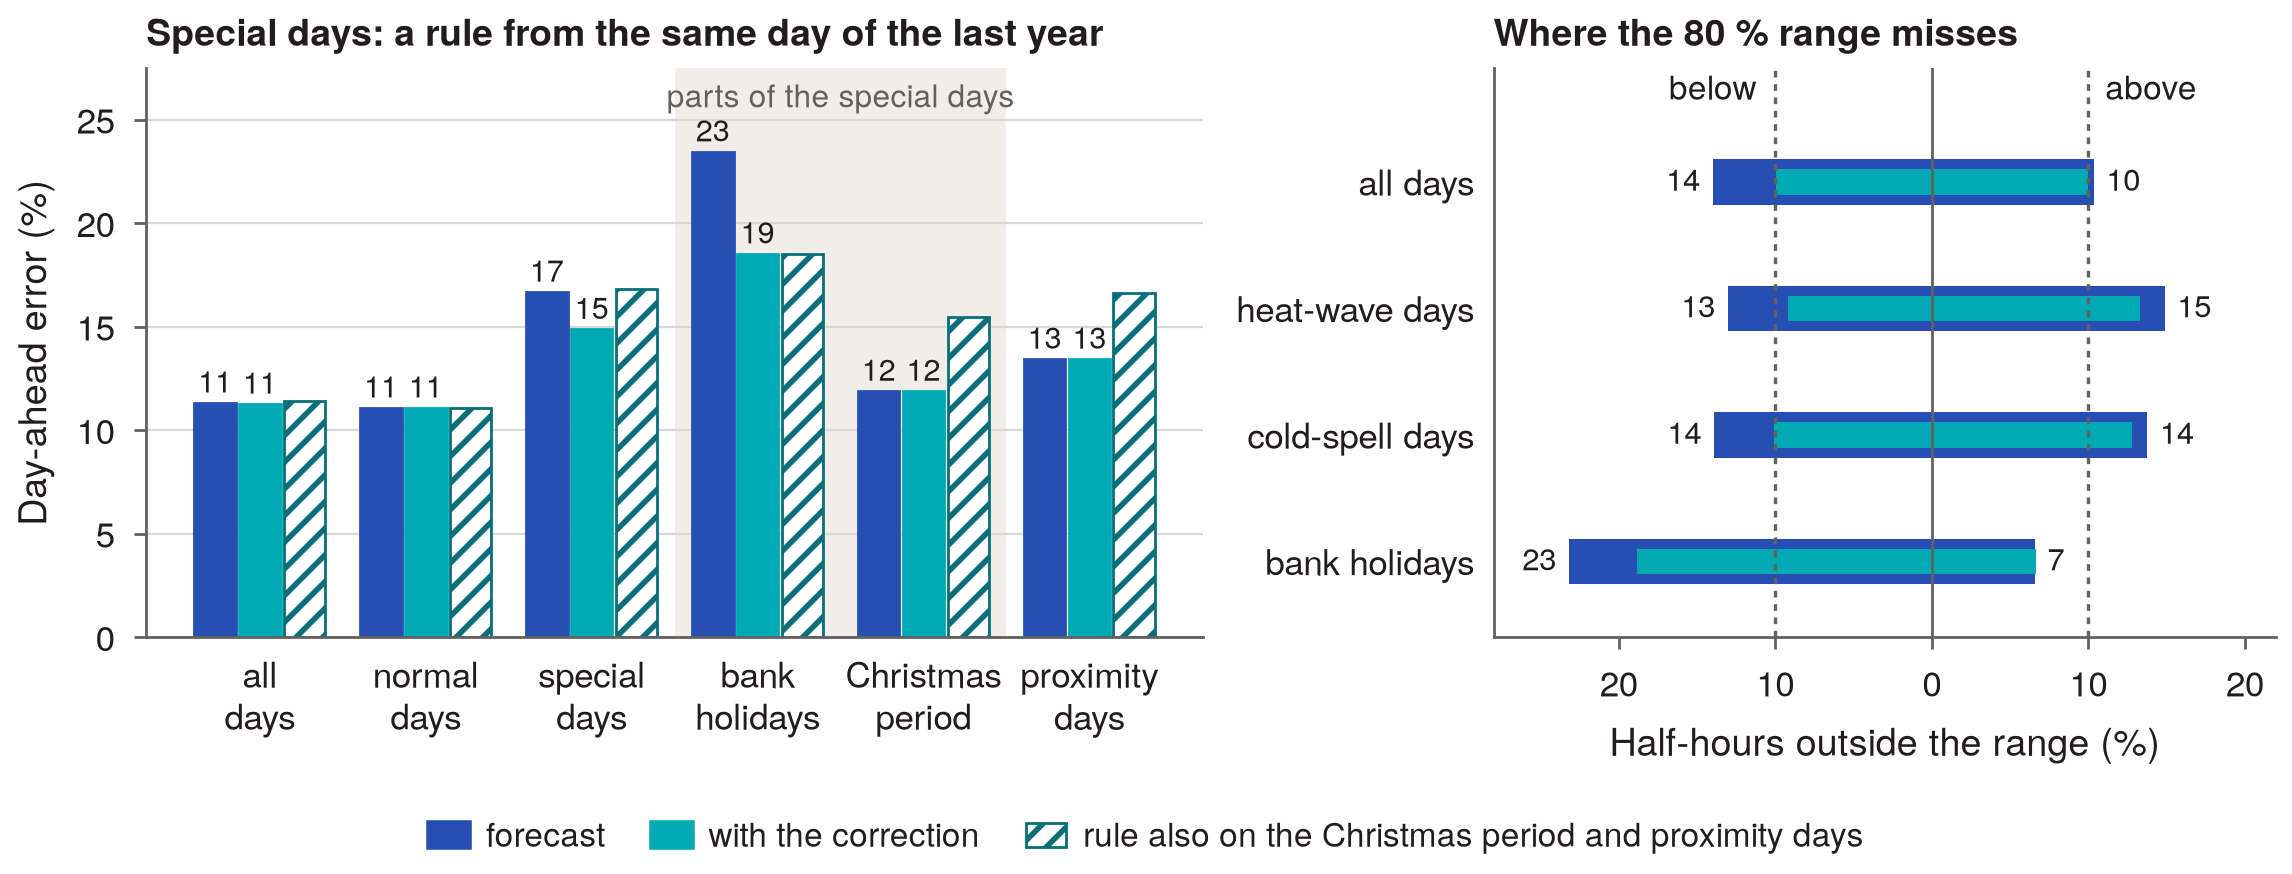 Special days: a rule from the same day of the last year
Day-ahead error (%)
25
20
15
10
5
0
parts of the special days
11 11
11 11
17
15
23
19
12 12
13 13
all
days
normal
days
special
days
bank
holidays
Christmas
period
proximity
days
Where the 80 % range misses
below
above
all days
14
10
heat-wave days
13
15
cold-spell days
14
14
bank holidays
23
7
20
10
0
10
20
Half-hours outside the range (%)
forecast
with the correction
rule also on the Christmas period and proximity days